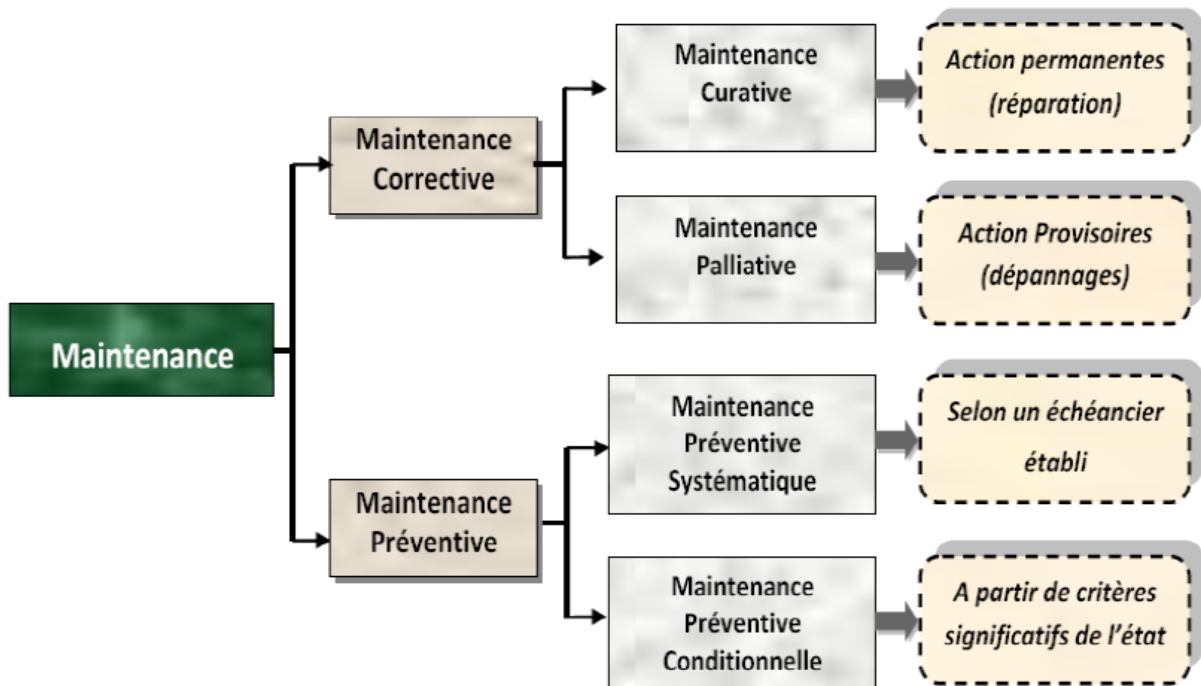 Maintenance
Maintenance
Corrective
Maintenance
Préventive
Maintenance
Curative
Maintenance
Palliative
Maintenance
Préventive
Systématique
Maintenance
Préventive
Conditionnelle
Action permanentes
(réparation)
Action Provisoires
(dépannages)
Selon un échéancier
établi
A partir de critères
significatifs de l'état